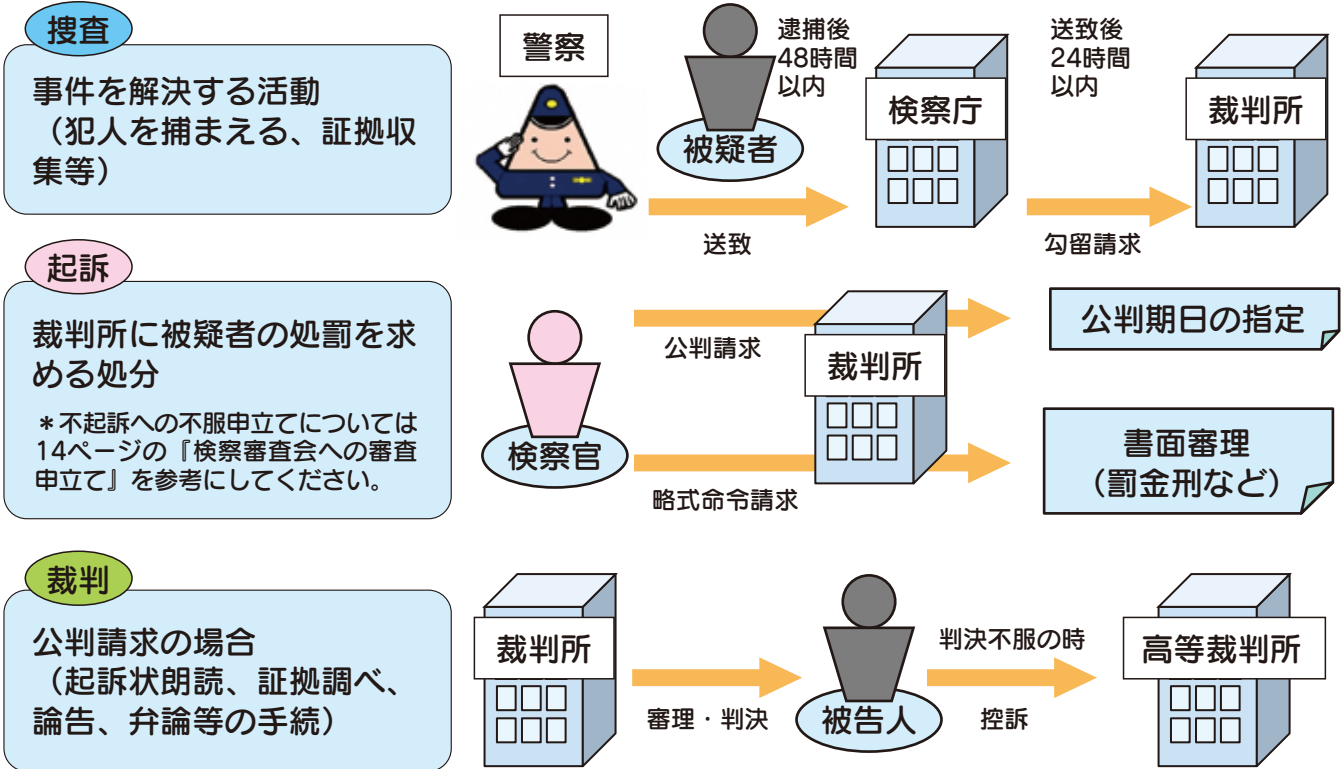 捜査
事件を解決する活動
（犯人を捕まえる、証拠収
集等）
警察
被疑者
逮捕後
48時間
以内
送致
検察庁
送致後
24時間
以内
勾留請求
裁判所
起訴
裁判所に被疑者の処罰を求
める処分
＊不起訴への不服申立てについては
14ページの『検察審査会への審査
申立て』を参考にしてください。
検察官
公判請求
略式命令請求
裁判所
公判期日の指定
書面審理
（罰金刑など）
裁判
公判請求の場合
（起訴状朗読、証拠調べ、
論告、弁論等の手続）
裁判所
審理・判決
被告人
判決不服の時
控訴
高等裁判所